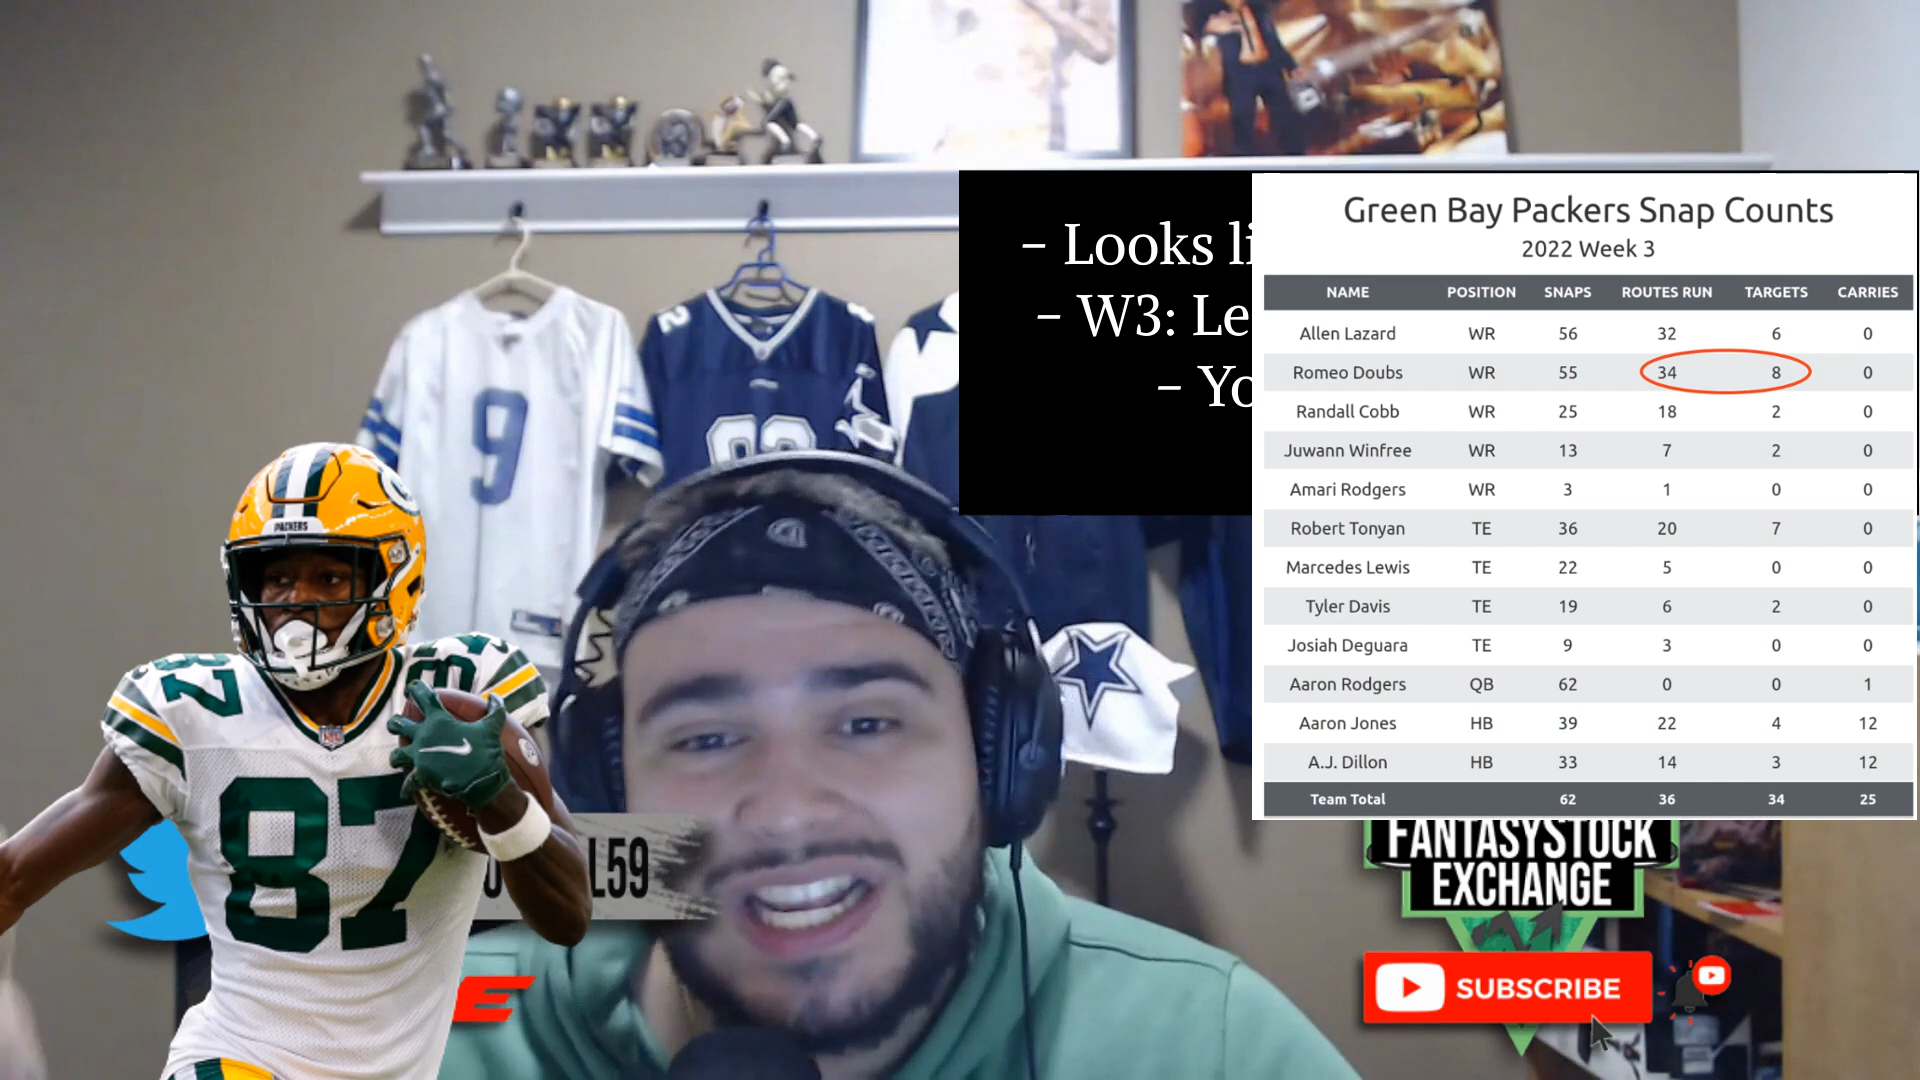 9
2
PACKERS
87
87
L59
E
- Looks li
- W3: Le
- Yo
Green Bay Packers Snap Counts
2022 Week 3
NAME POSITION SNAPS ROUTES RUN TARGETS CARRIES
Allen Lazard WR 56 32 6 0
Romeo Doubs WR 55 34 8 0
Randall Cobb WR 25 18 2 0
Juwann Winfree WR 13 7 2 0
Amari Rodgers WR 3 1 0 0
Robert Tonyan TE 36 20 7 0
Marcedes Lewis TE 22 5 0 0
Tyler Davis TE 19 6 2 0
Josiah Deguara TE 9 3 0 0
Aaron Rodgers QB 62 0 0 1
Aaron Jones HB 39 22 4 12
A.J. Dillon HB 33 14 3 12
Team Total 62 36 34 25
FANTASYSTOCK
EXCHANGE
SUBSCRIBE